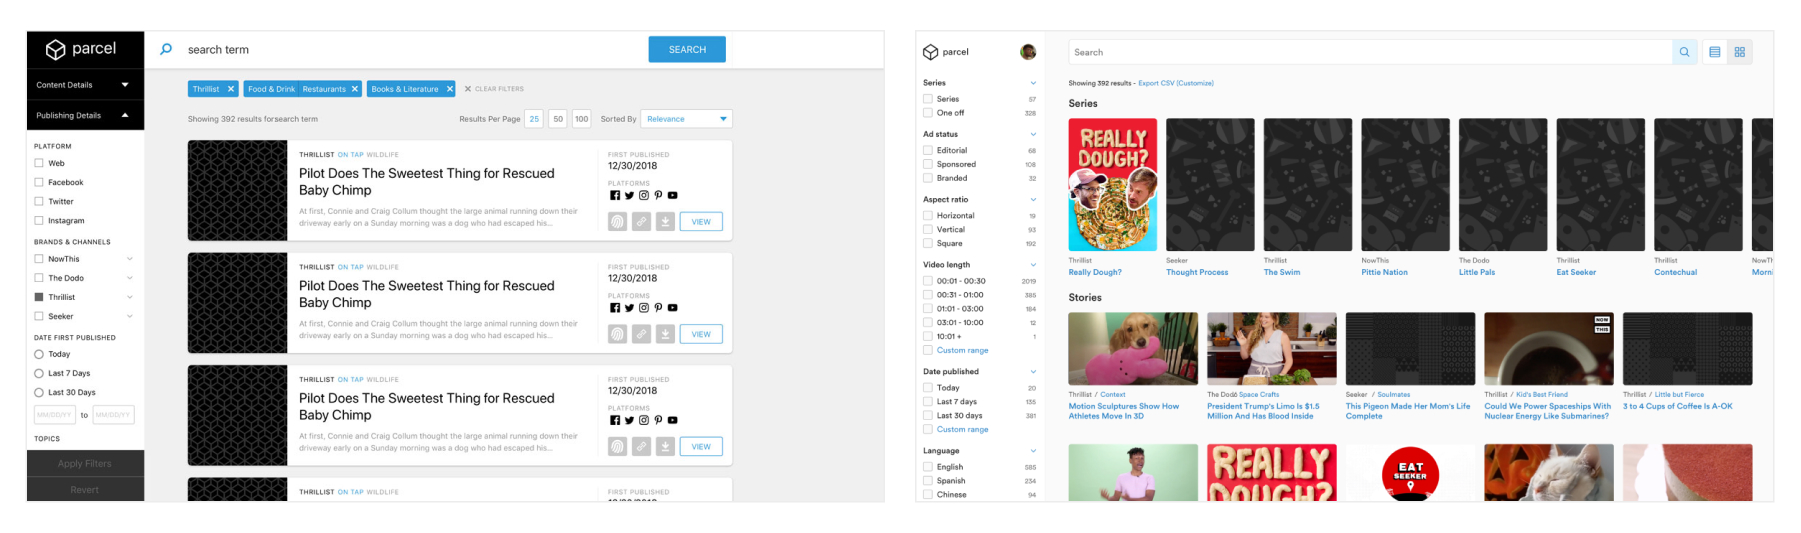 parcel
Content Details
Publishing Details
PLATFORM
Web
Facebook
Twitter
Instagram
BRANDS & CHANNELS
NowThis
The Dodo
Thrillist
Seeker
DATE FIRST PUBLISHED
Today
Last 7 Days
Last 30 Days
MM/DD/YY to MM/DD/YY
TOPICS
Apply Filters
Revert
search term
SEARCH
Thrillist X Food & Drink Restaurants X Books & Literature X X CLEAR FILTERS
Showing 392 results forsearch term
Results Per Page 25 50 100 Sorted By Relevance
THRILLIST ON TAP WILDLIFE
Pilot Does The Sweetest Thing for Rescued
Baby Chimp
At first, Connie and Craig Collum thought the large animal running down their
driveway early on a Sunday morning was a dog who had escaped his...
FIRST PUBLISHED
12/30/2018
PLATFORMS
VIEW
THRILLIST ON TAP WILDLIFE
Pilot Does The Sweetest Thing for Rescued
Baby Chimp
At first, Connie and Craig Collum thought the large animal running down their
driveway early on a Sunday morning was a dog who had escaped his...
FIRST PUBLISHED
12/30/2018
PLATFORMS
VIEW
THRILLIST ON TAP WILDLIFE
Pilot Does The Sweetest Thing for Rescued
Baby Chimp
At first, Connie and Craig Collum thought the large animal running down their
driveway early on a Sunday morning was a dog who had escaped his...
FIRST PUBLISHED
12/30/2018
PLATFORMS
VIEW
THRILLIST ON TAP WILDLIFE
FIRST PUBLISHED
12/30/2018
parcel
Series
Series 57
One off 328
Ad status
Editorial 68
Sponsored 108
Branded 32
Aspect ratio
Horizontal 19
Vertical 93
Square 192
Video length
00:01 - 00:30 2019
00:31 - 01:00 385
01:01 - 03:00 194
03:01 - 10:00 12
10:01 + 1
Custom range
Date published
Today 20
Last 7 days 135
Last 30 days 381
Custom range
Language
English 585
Spanish 234
Chinese 94
Search
Showing 392 results - Export CSV (Customize)
Series
REALLY
DOUGH?
Thrillist
Really Dough?
Seeker
Thought Process
Thrillist
The Swim
NowThis
Pittie Nation
The Dodo
Little Pals
Thrillist
Eat Seeker
Thrillist
Contechual
NowTh
Morni
Stories
NOW
THIS
Thrillist / Context
Motion Sculptures Show How
Athletes Move In 3D
The Dodo Space Crafts
President Trump's Limo Is $1.5
Million And Has Blood Inside
Seeker / Soulmates
This Pigeon Made Her Mom's Life
Complete
Thrillist / Kid's Best Friend
Could We Power Spaceships With
Nuclear Energy Like Submarines?
Thrillist / Little but Fierce
3 to 4 Cups of Coffee Is A-OK
REALLY
DOUGH?
EAT
SEEKER